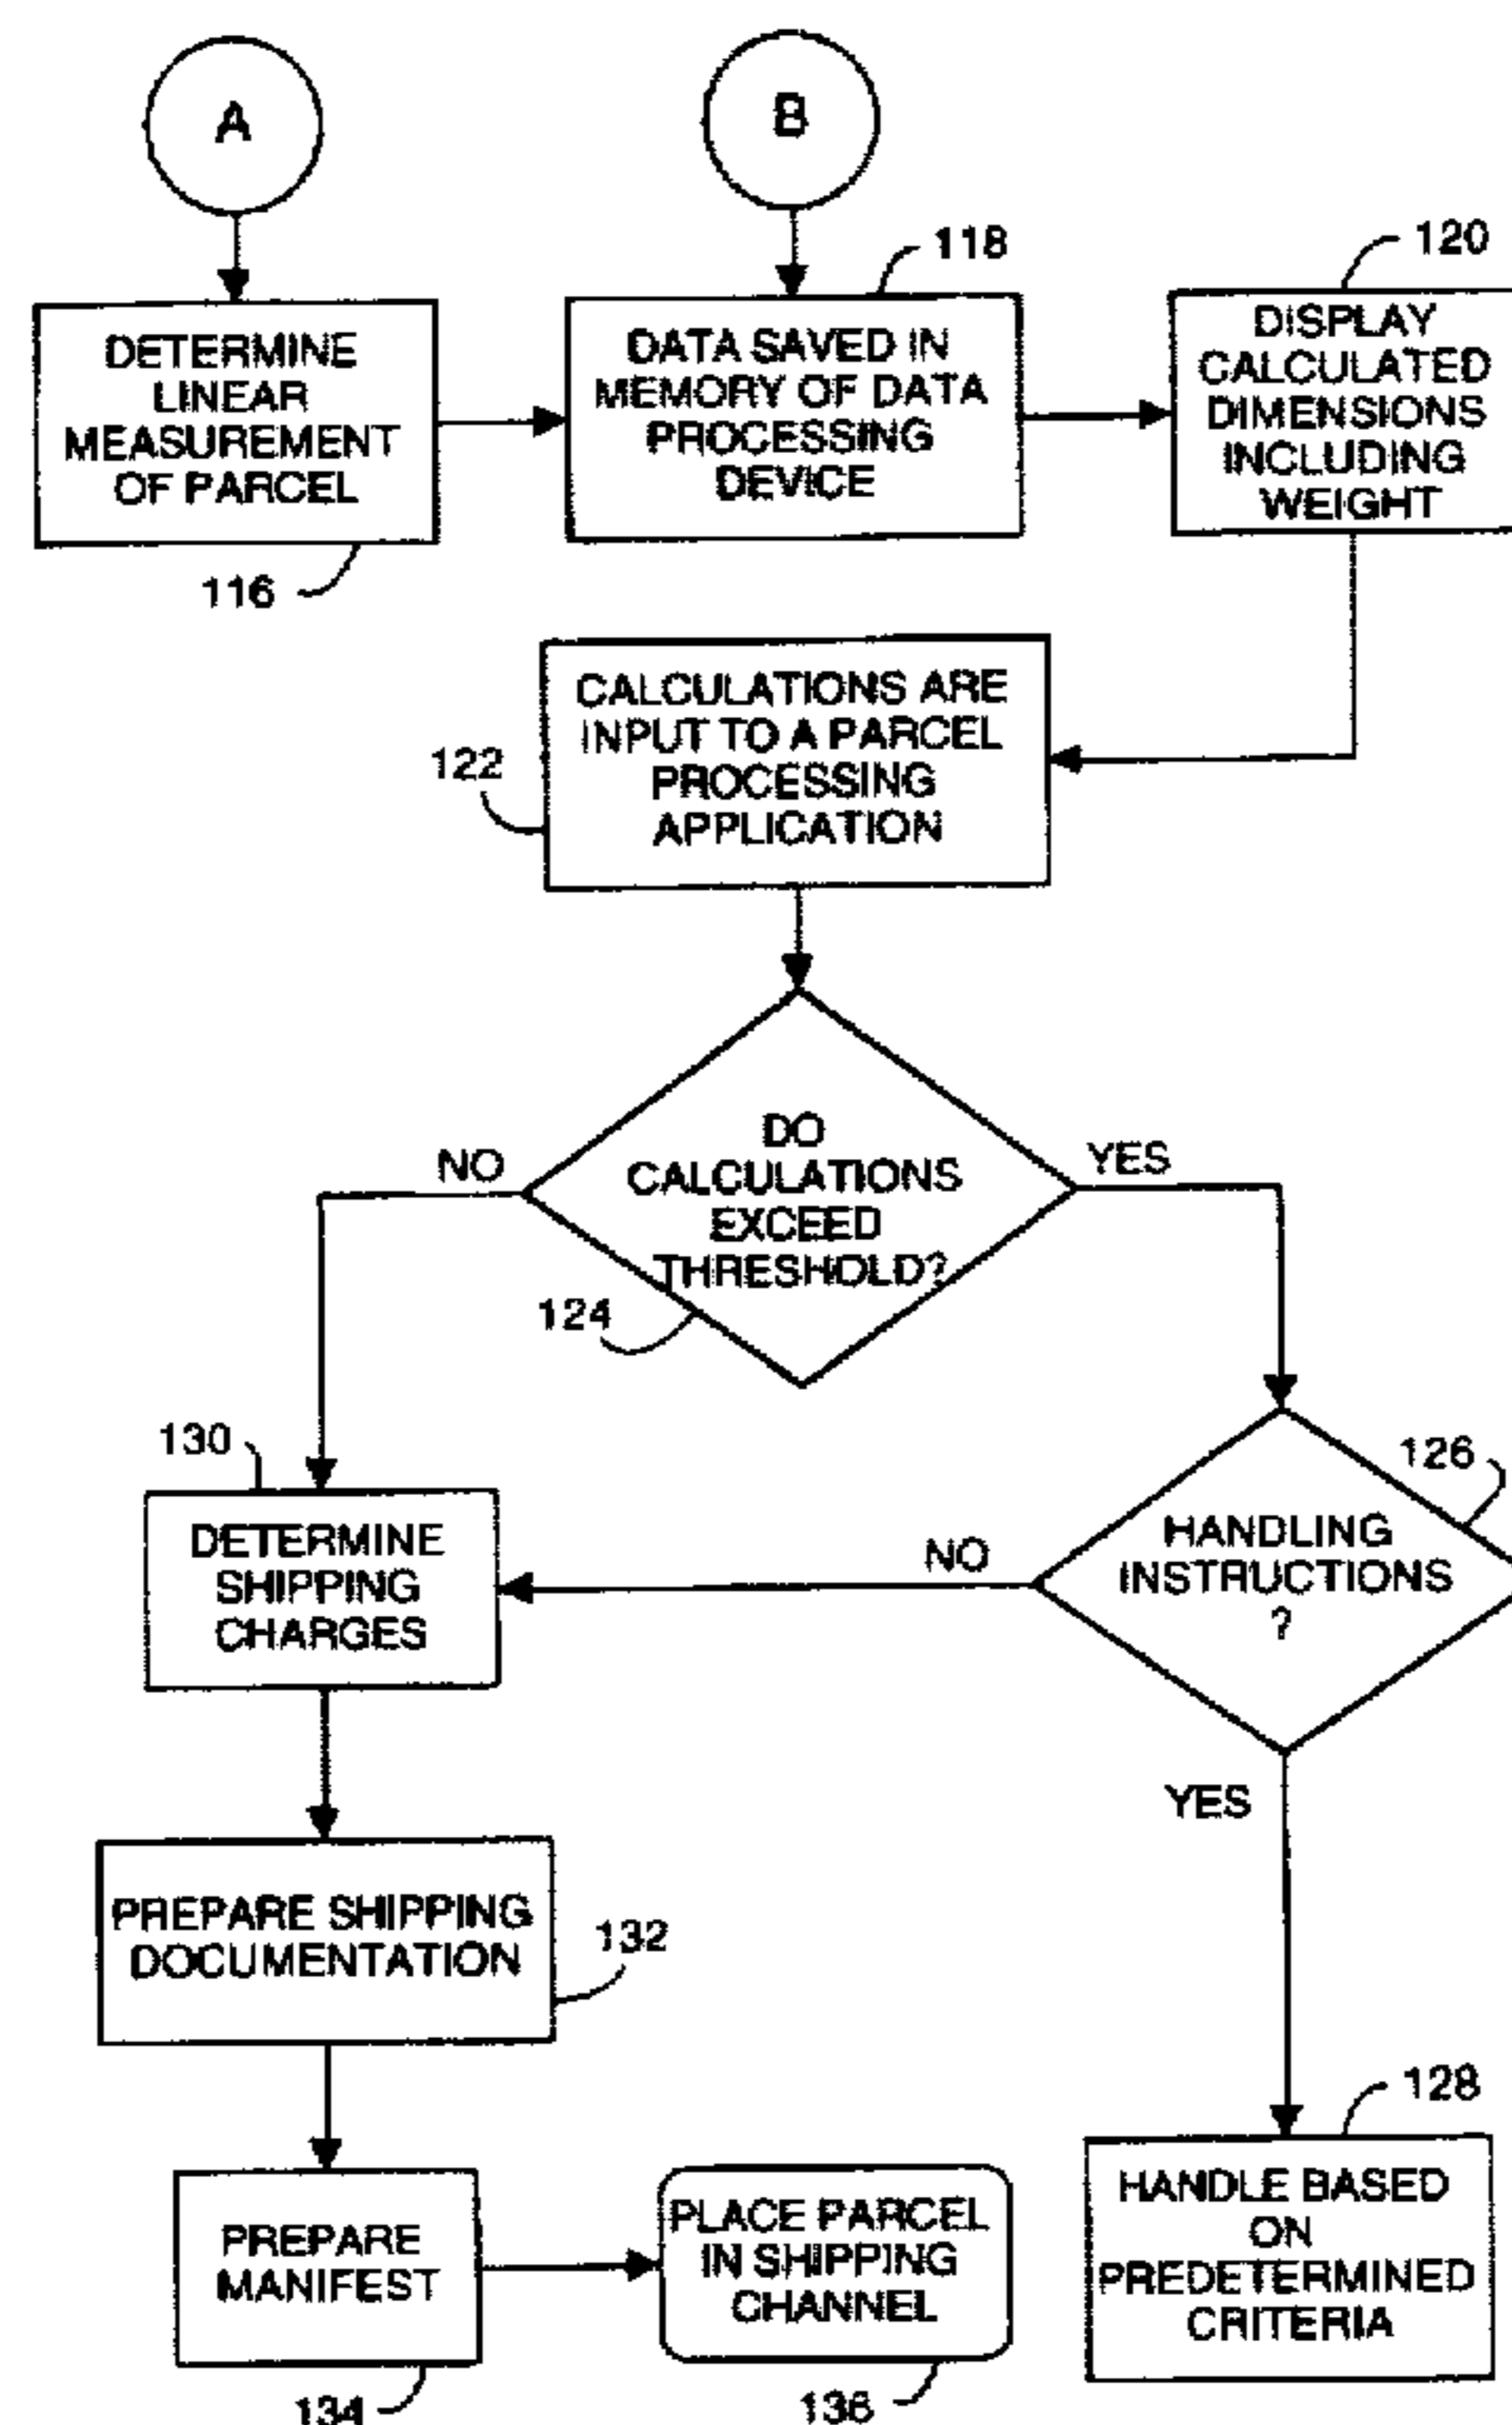 A
B
118
120
DETERMINE
LINEAR
MEASUREMENT
OF PARCEL
116
DATA SAVED IN
MEMORY OF DATA
PROCESSING
DEVICE
DISPLAY
CALCULATED
DIMENSIONS
INCLUDING
WEIGHT
122
CALCULATIONS ARE
INPUT TO A PARCEL
PROCESSING
APPLICATION
NO
DO
CALCULATIONS
EXCEED
THRESHOLD?
YES
124
130
126
DETERMINE
SHIPPING
CHARGES
NO
HANDLING
INSTRUCTIONS
?
YES
PREPARE SHIPPING
DOCUMENTATION
132
128
PREPARE
MANIFEST
134
PLACE PARCEL
IN SHIPPING
CHANNEL
136
HANDLE BASED
ON
PREDETERMINED
CRITERIA